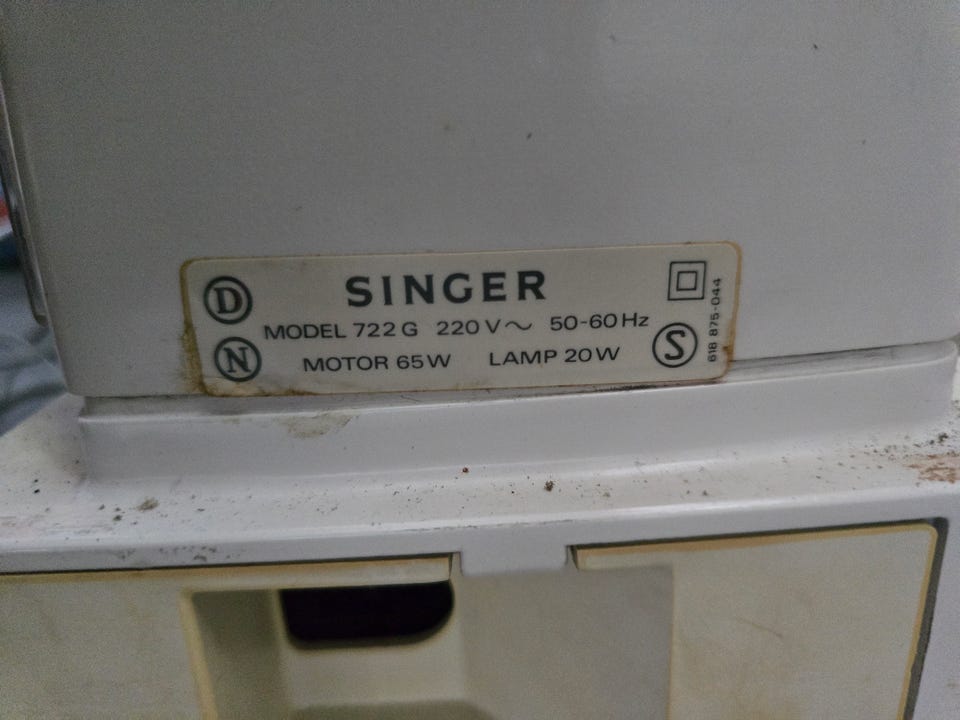 D SINGER
MODEL 722 G 220 V~ 50-60 Hz
N MOTOR 65 W LAMP 20 W S
618 875-044